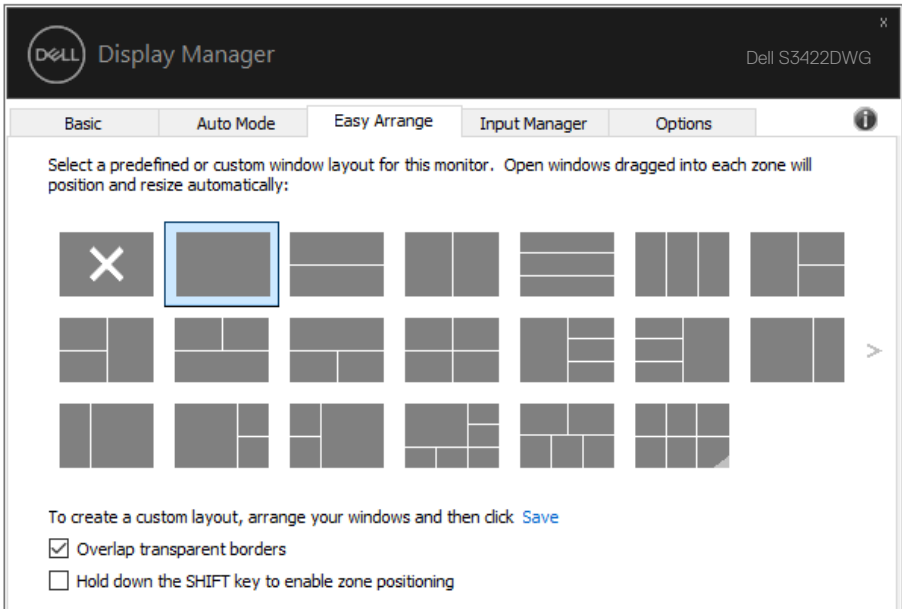 x
DELL Display Manager
Dell S3422DWG
Basic Auto Mode Easy Arrange Input Manager Options
Select a predefined or custom window layout for this monitor. Open windows dragged into each zone will
position and resize automatically:
>
To create a custom layout, arrange your windows and then click Save
Overlap transparent borders
Hold down the SHIFT key to enable zone positioning